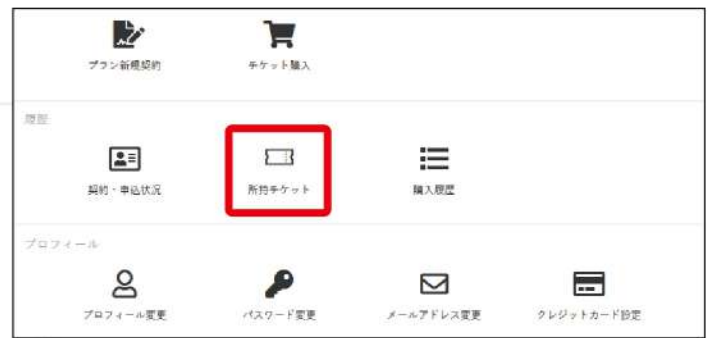 プラン新規契約
チケット購入
履歴
契約・申込状況
所持チケット
購入履歴
プロフィール
プロフィール変更
パスワード変更
メールアドレス変更
クレジットカード設定